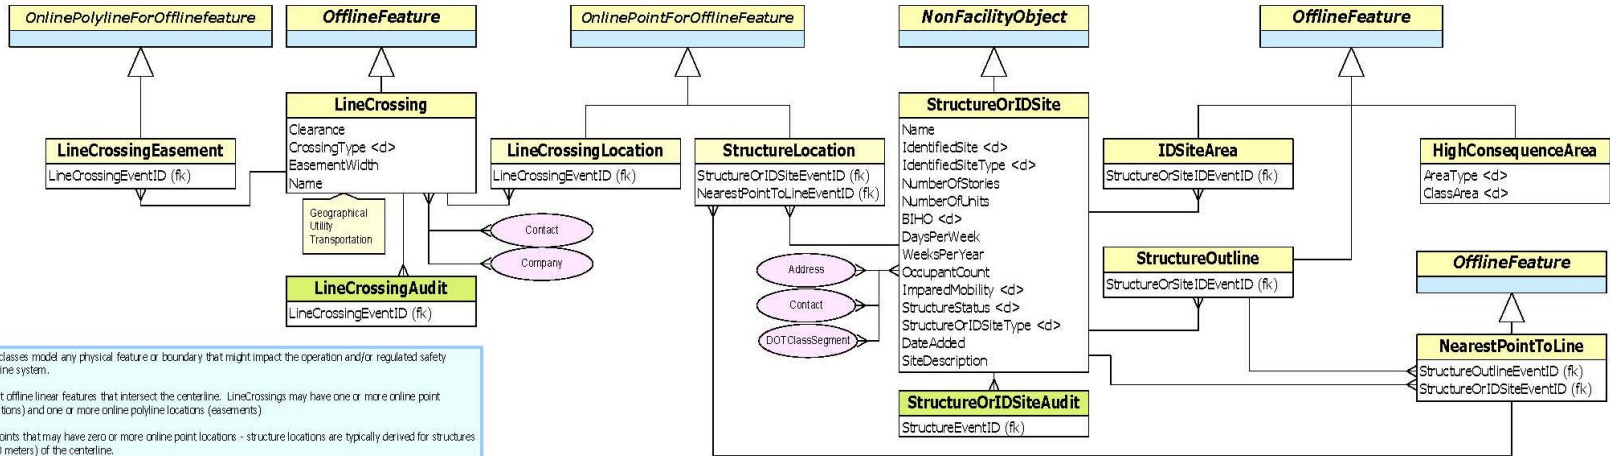 OnlinePolylineForOfflinefeature
OfflineFeature
OnlinePointForOfflineFeature
NonFacilityObject
OfflineFeature
LineCrossing
Clearance
CrossingType <d>
EasementWidth
Name
Geographical
Utility
Transportation
LineCrossingEasement
LineCrossingEventID (fk)
LineCrossingLocation
LineCrossingEventID (fk)
StructureLocation
StructureOrIDSiteEventID (fk)
NearestPointToLineEventID (fk)
StructureOrIDSite
Name
IdentifiedSite <d>
IdentifiedSiteType <d>
NumberOfStories
NumberOfUnits
BIHO <d>
DaysPerWeek
WeeksPerYear
OccupantCount
ImparedMobility <d>
StructureStatus <d>
StructureOrIDSiteType <d>
DateAdded
SiteDescription
IDSiteArea
StructureOrSiteIDEventID (fk)
HighConsequenceArea
AreaType <d>
ClassArea <d>
Contact
Company
Address
Contact
DOTClassSegment
StructureOutline
StructureOrSiteIDEventID (fk)
OfflineFeature
LineCrossingAudit
LineCrossingEventID (fk)
NearestPointToLine
StructureOutlineEventID (fk)
StructureOrIDSiteEventID (fk)
StructureOrIDSiteAudit
StructureEventID (fk)
classes model any physical feature or boundary that might impact the operation and/or regulated safety
ine system.
t offline linear features that intersect the centerline. LineCrossings may have one or more online point
tions) and one or more online polyline locations (easements)
oints that may have zero or more online point locations - structure locations are typically derived for structures
meters) of the centerline.